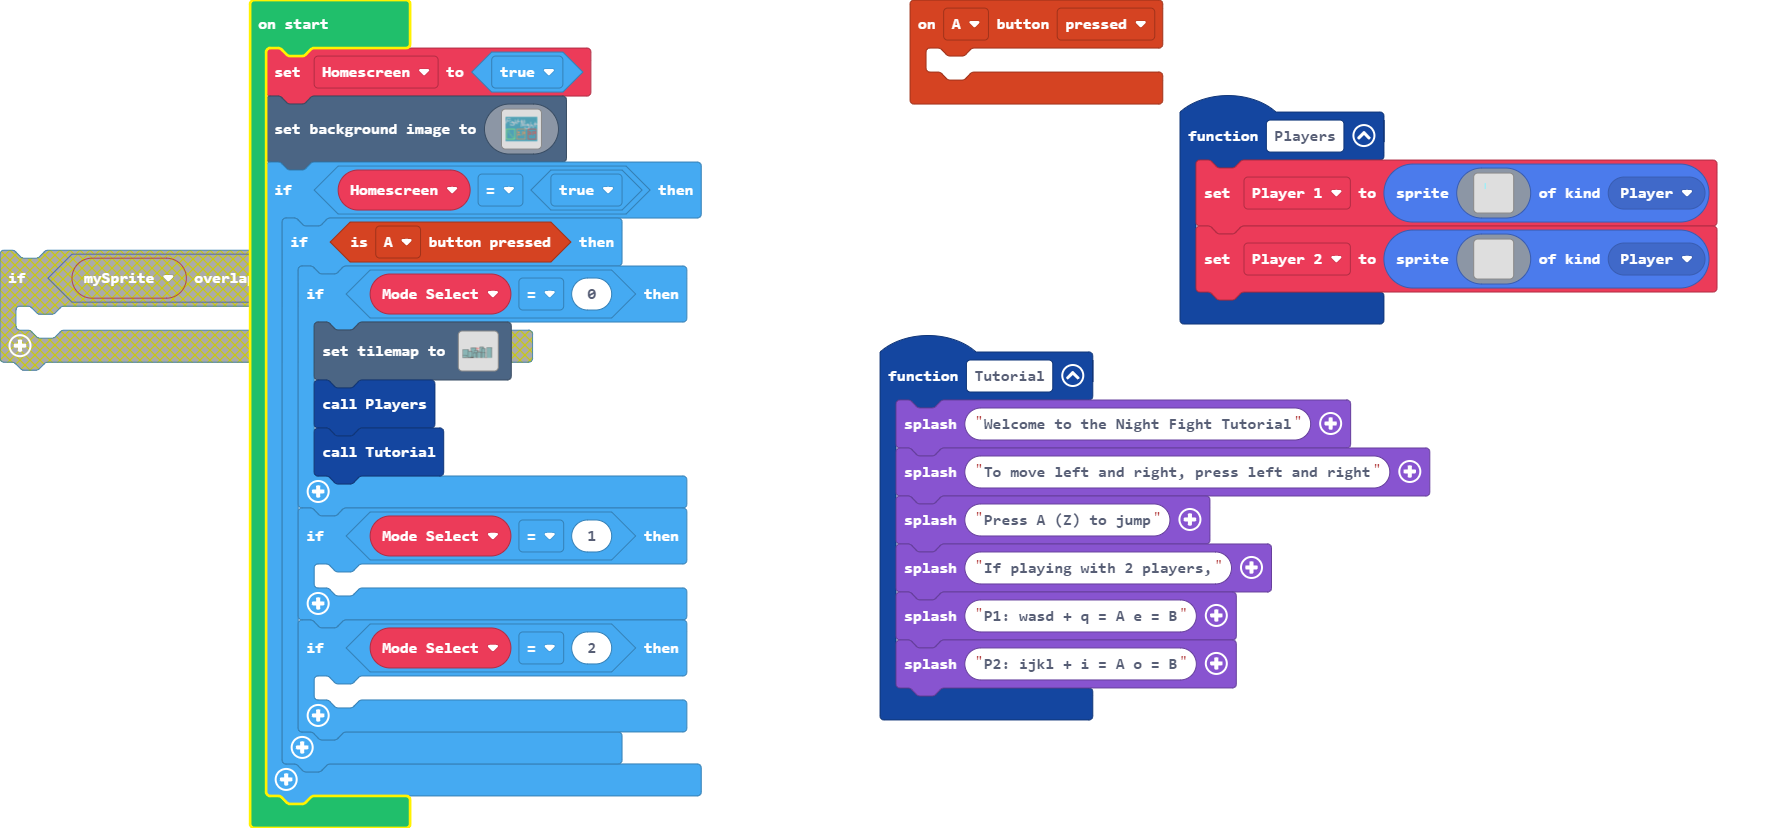 on start
set Homescreen to true
set background image to
if Homescreen = true then
if is A button pressed then
if mySprite overlap
if Mode Select = 0 then
set tilemap to
call Players
call Tutorial
if Mode Select = 1 then
if Mode Select = 2 then
on A button pressed
function Players
set Player 1 to sprite of kind Player
set Player 2 to sprite of kind Player
function Tutorial
splash "Welcome to the Night Fight Tutorial"
splash "To move left and right, press left and right"
splash "Press A (Z) to jump"
splash "If playing with 2 players,"
splash "P1: wasd + q = A e = B"
splash "P2: ijkl + i = A o = B"